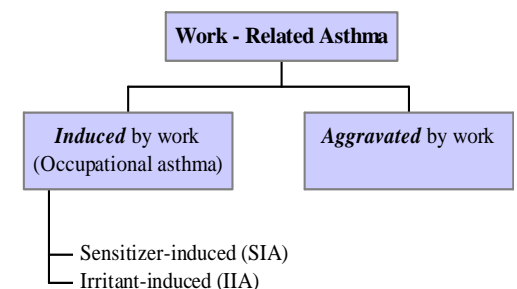 Work - Related Asthma
Induced by work
(Occupational asthma)
Aggravated by work
Sensitizer-induced (SIA)
Irritant-induced (IIA)